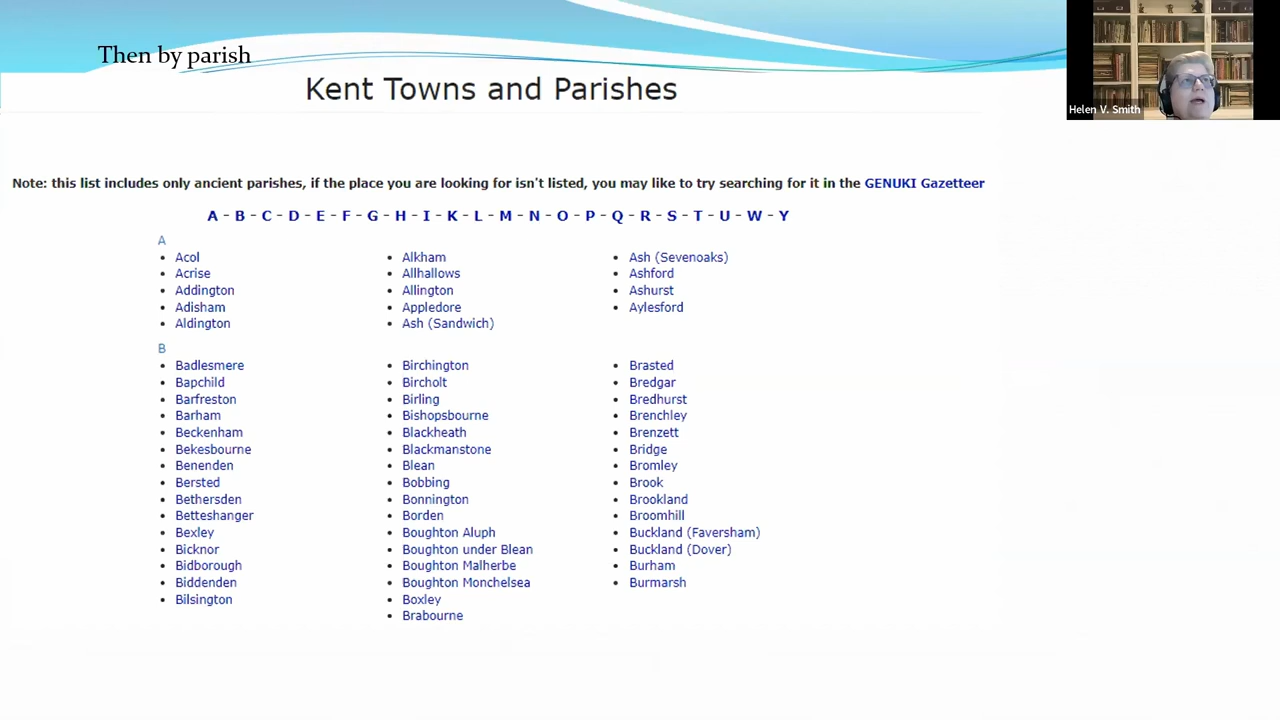 Then by parish
Helen V. Smith
Kent Towns and Parishes
Note: this list includes only ancient parishes, if the place you are looking for isn't listed, you may like to try searching for it in the GENUKI Gazetteer
A - B - C - D - E - F - G - H - I - K - L - M - N - O - P - Q - R - S - T - U - W - Y
A
Acol
Acrise
Addington
Adisham
Aldington
Alkham
Allhallows
Allington
Appledore
Ash (Sandwich)
Ash (Sevenoaks)
Ashford
Ashurst
Aylesford
B
Badlesmere
Bapchild
Barfreston
Barham
Beckenham
Bekesbourne
Benenden
Bersted
Bethersden
Betteshanger
Bexley
Bicknor
Bidborough
Biddenden
Bilsington
Birchington
Bircholt
Birling
Bishopsbourne
Blackheath
Blackmanstone
Blean
Bobbing
Bonnington
Borden
Boughton Aluph
Boughton under Blean
Boughton Malherbe
Boughton Monchelsea
Boxley
Brabourne
Brasted
Bredgar
Bredhurst
Brenchley
Brenzett
Bridge
Bromley
Brook
Brookland
Broomhill
Buckland (Faversham)
Buckland (Dover)
Burham
Burmarsh